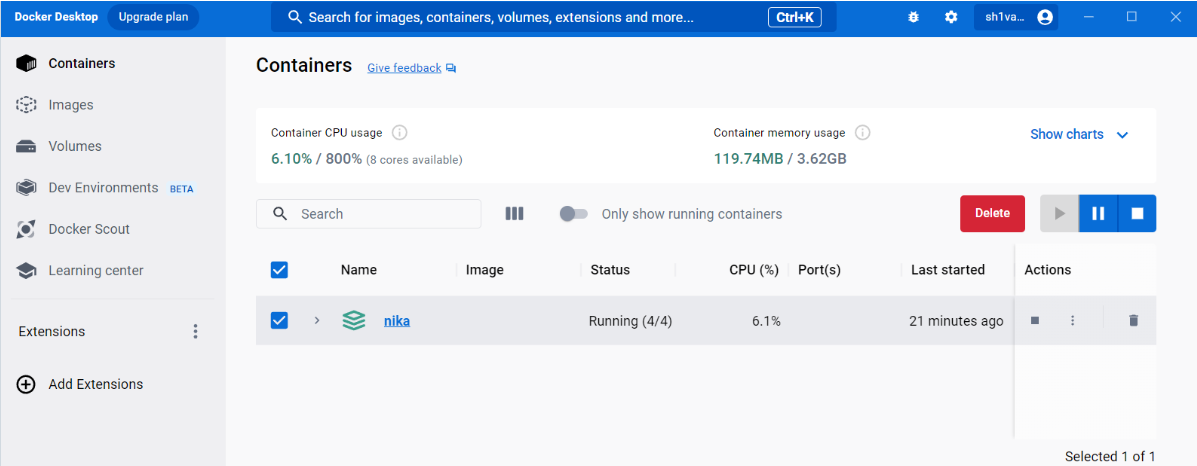 Docker Desktop Upgrade plan Search for images, containers, volumes, extensions and more... Ctrl+K sh1va...
Containers
Images
Volumes
Dev Environments BETA
Docker Scout
Learning center
Extensions
Add Extensions
Containers Give feedback
Container CPU usage
6.10% / 800% (8 cores available)
Container memory usage
119.74MB / 3.62GB
Show charts
Search Only show running containers Delete
Name Image Status CPU (%) Port(s) Last started Actions
nika Running (4/4) 6.1% 21 minutes ago
Selected 1 of 1